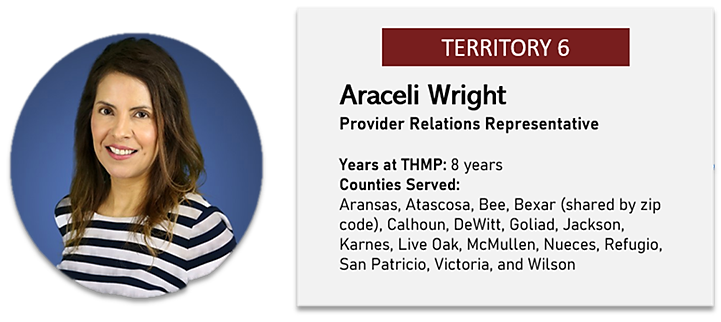 TERRITORY 6
Araceli Wright
Provider Relations Representative
Years at THMP: 8 years
Counties Served:
Aransas, Atascosa, Bee, Bexar (shared by zip
code), Calhoun, DeWitt, Goliad, Jackson,
Karnes, Live Oak, McMullen, Nueces, Refugio,
San Patricio, Victoria, and Wilson